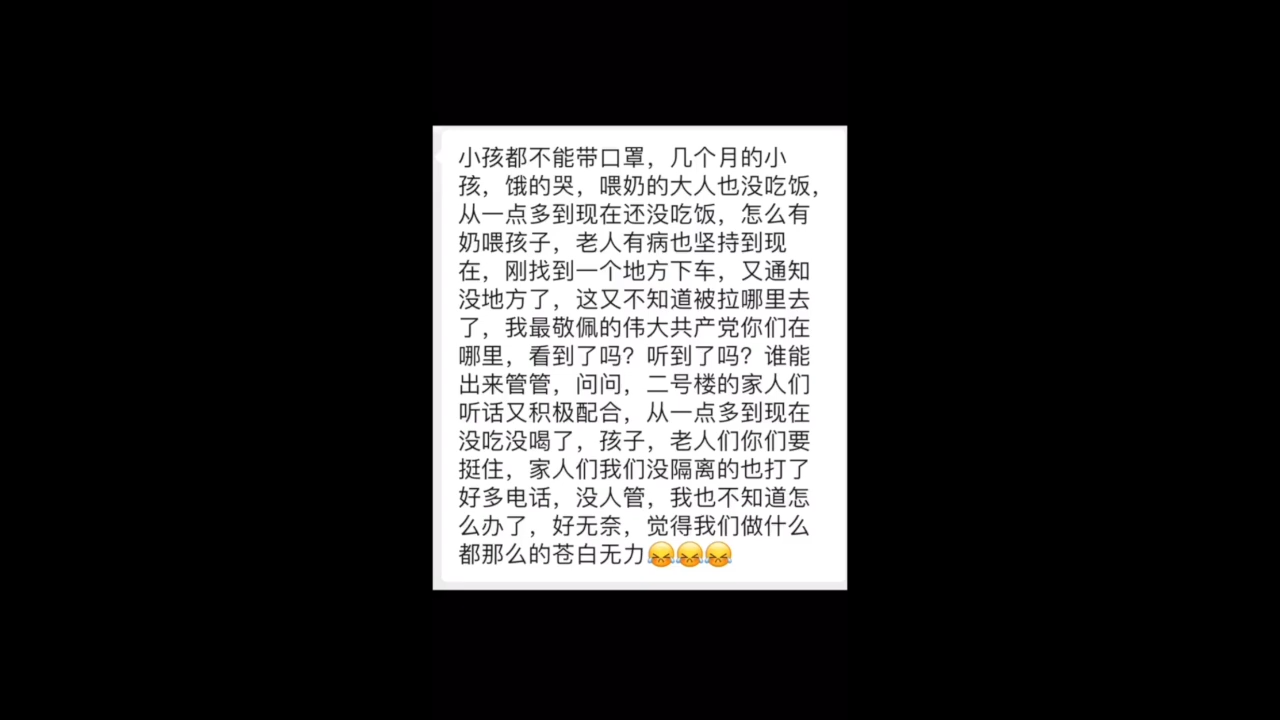 小孩都不能带口罩，几个月的小
孩，饿的哭，喂奶的大人也没吃饭，
从一点多到现在还没吃饭，怎么有
奶喂孩子，老人有病也坚持到现
在，刚找到一个地方下车，又通知
没地方了，这又不知道被拉哪里去
了，我最敬佩的伟大共产党你们在
哪里，看到了吗？听到了吗？谁能
出来管管，问问，二号楼的家人们
听话又积极配合，从一点多到现在
没吃没喝了，孩子，老人们你们要
挺住，家人们我们没隔离的也打了
好多电话，没人管，我也不知道怎
么办了，好无奈，觉得我们做什么
都那么的苍白无力😭😭😭